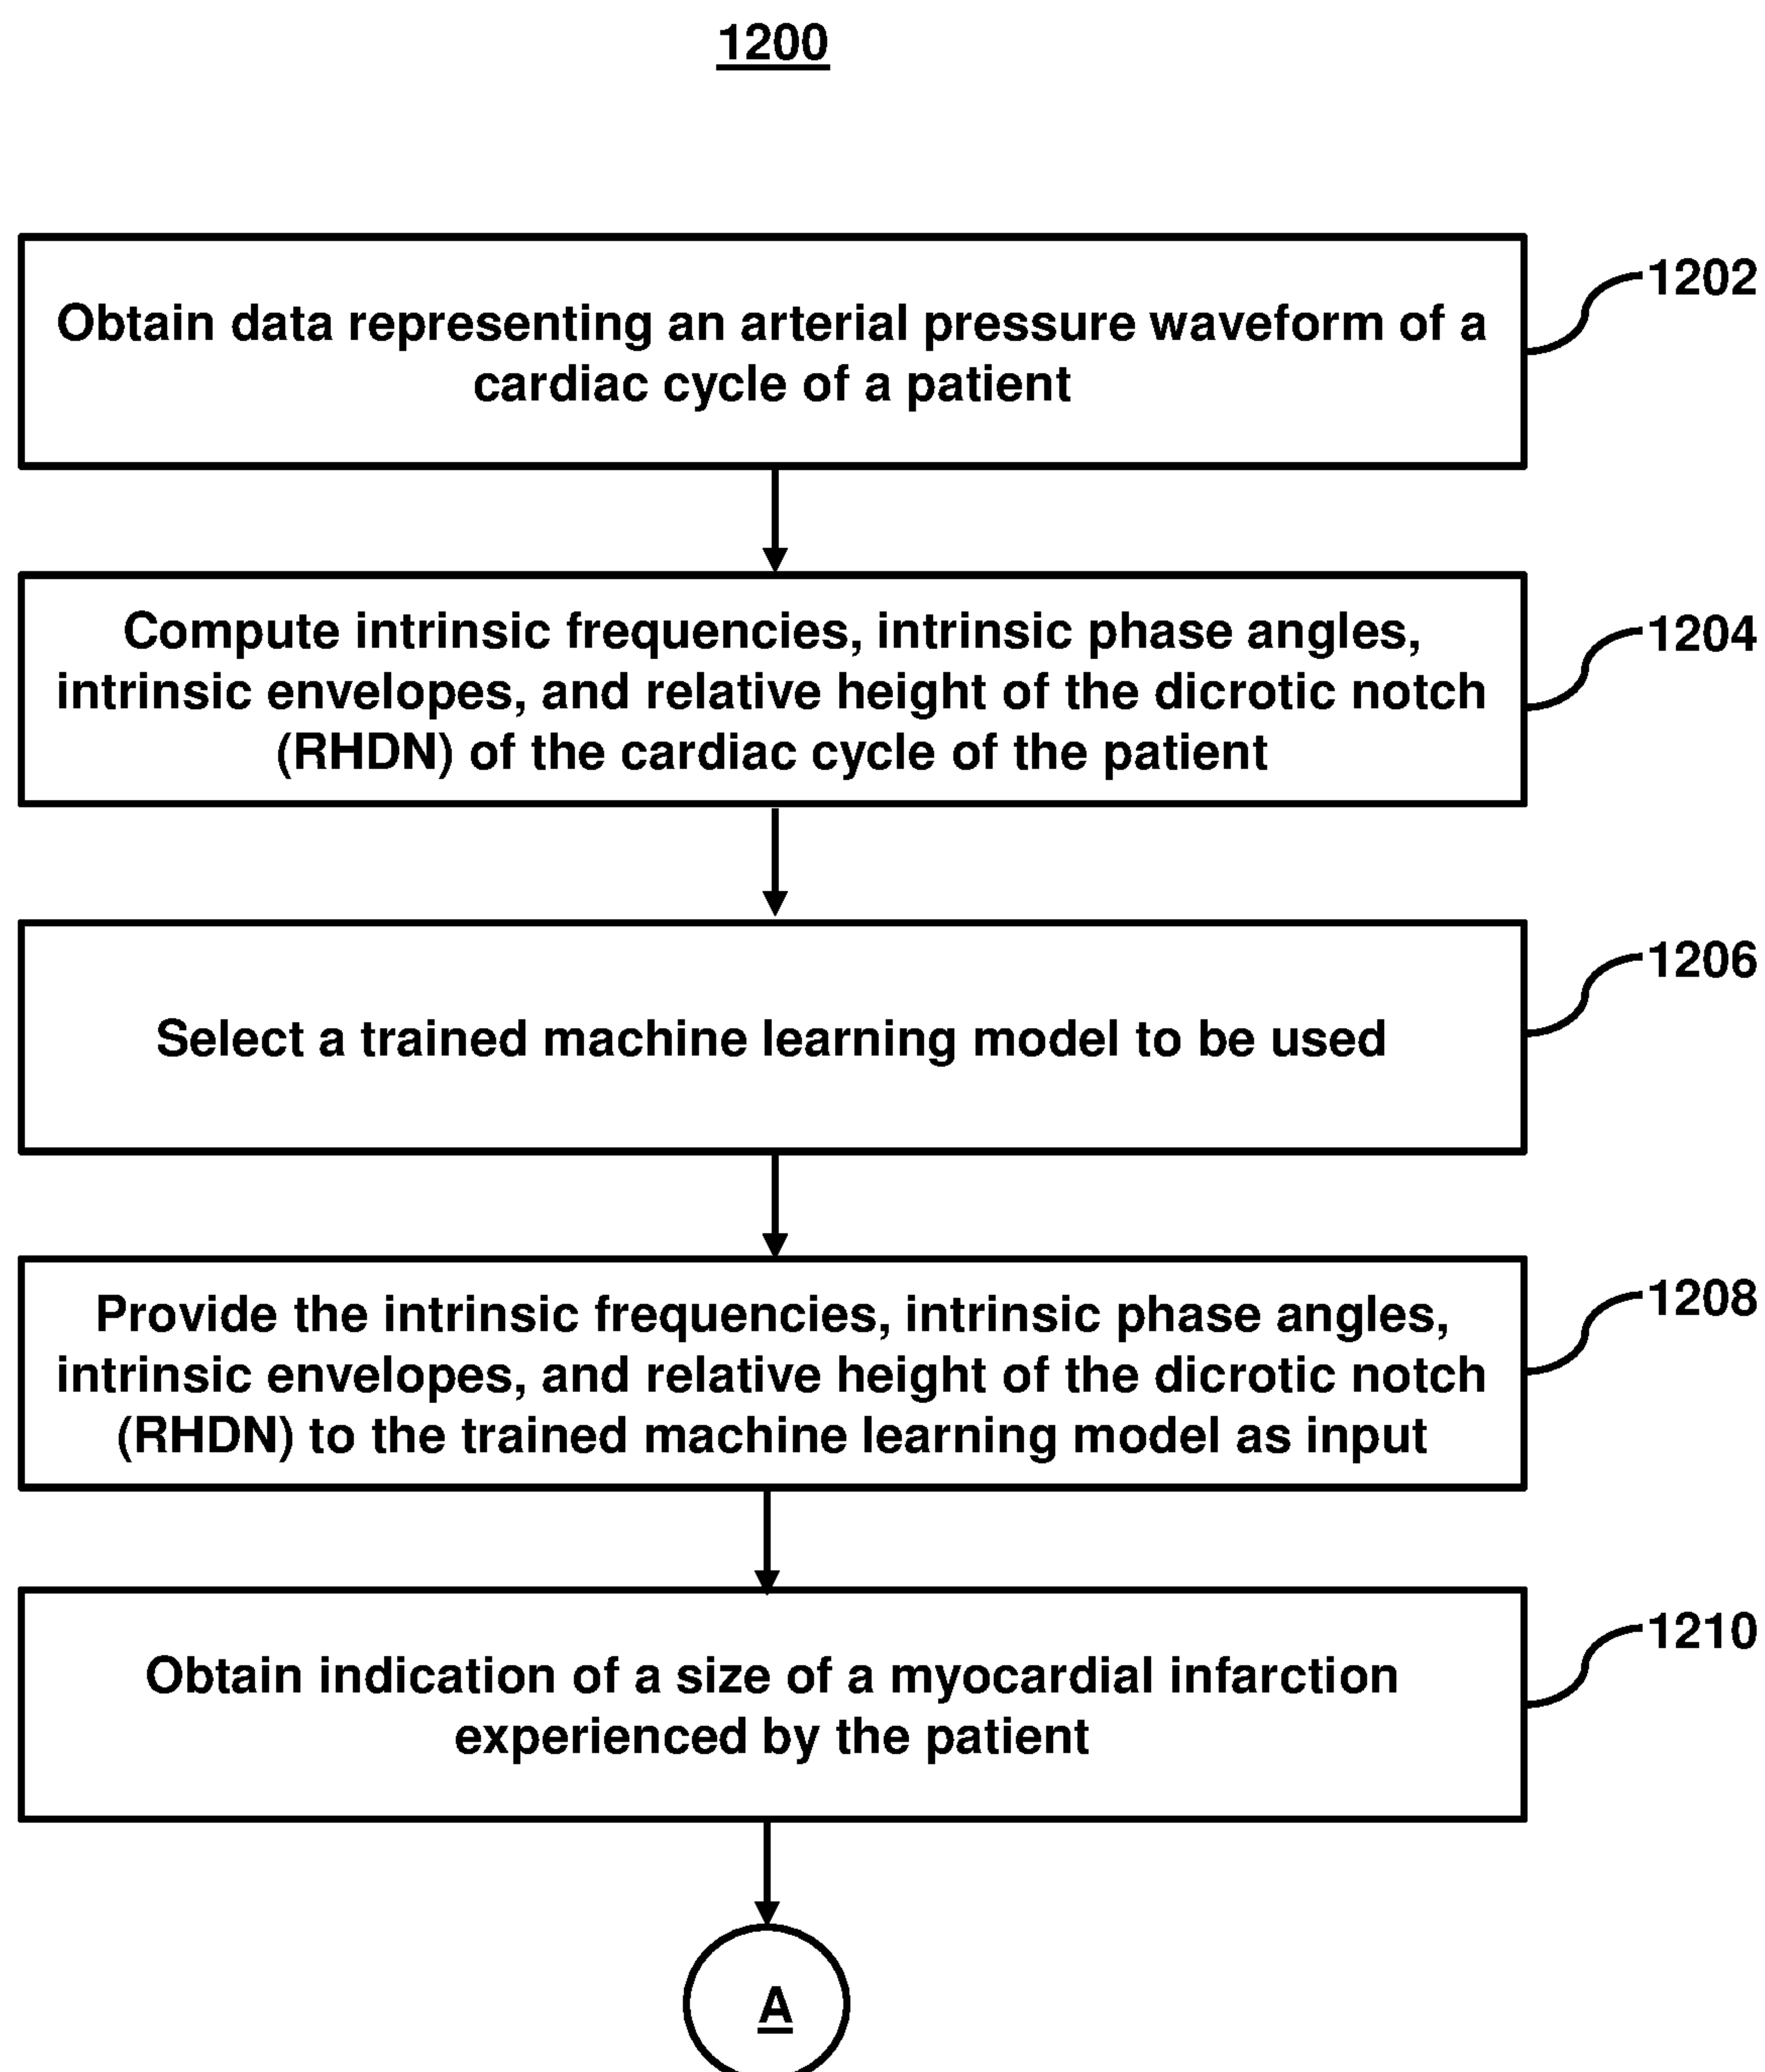 1200
Obtain data representing an arterial pressure waveform of a
cardiac cycle of a patient
1202
Compute intrinsic frequencies, intrinsic phase angles,
intrinsic envelopes, and relative height of the dicrotic notch
(RHDN) of the cardiac cycle of the patient
1204
Select a trained machine learning model to be used
1206
Provide the intrinsic frequencies, intrinsic phase angles,
intrinsic envelopes, and relative height of the dicrotic notch
(RHDN) to the trained machine learning model as input
1208
Obtain indication of a size of a myocardial infarction
experienced by the patient
1210
A